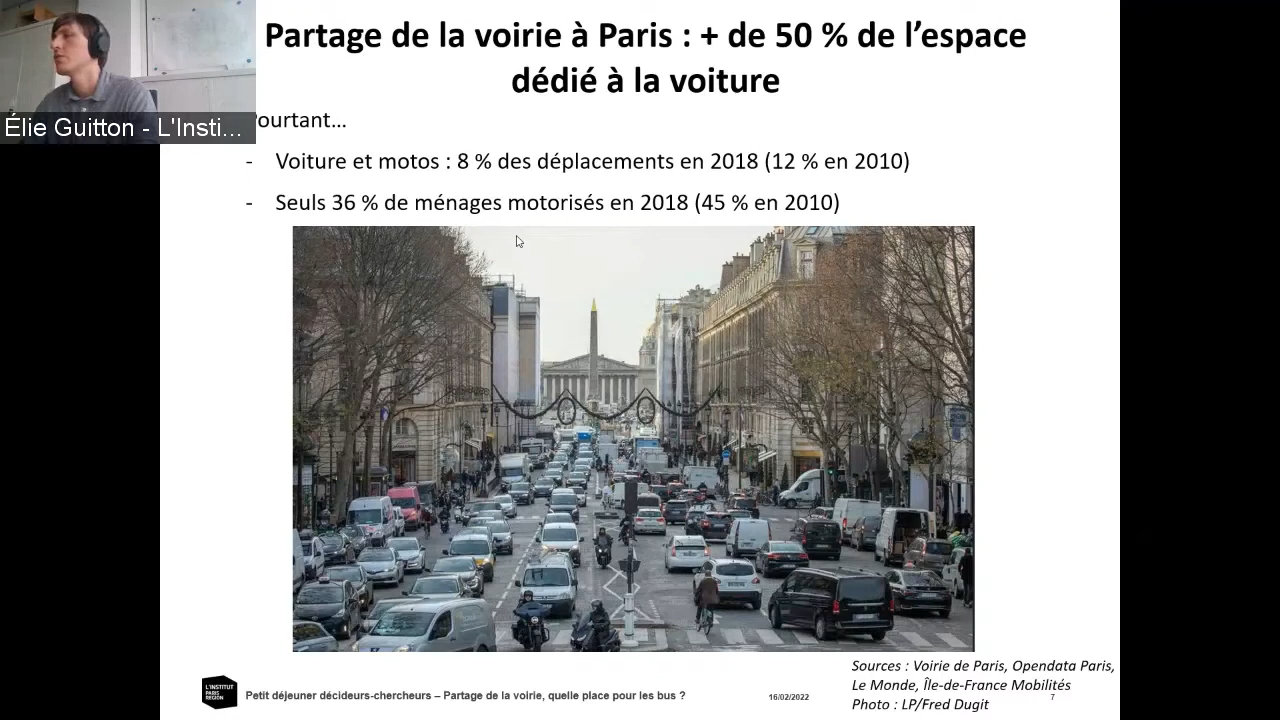 Partage de la voirie à Paris : + de 50 % de l’espace
dédié à la voiture
Élie Guitton - L'Insti...
ourtant…
- Voiture et motos : 8 % des déplacements en 2018 (12 % en 2010)
- Seuls 36 % de ménages motorisés en 2018 (45 % en 2010)
Sources : Voirie de Paris, Opendata Paris,
Le Monde, Île-de-France Mobilités
Photo : LP/Fred Dugit
L'INSTITUT
PARIS
REGION
Petit déjeuner décideurs-chercheurs – Partage de la voirie, quelle place pour les bus ?
16/02/2022
7